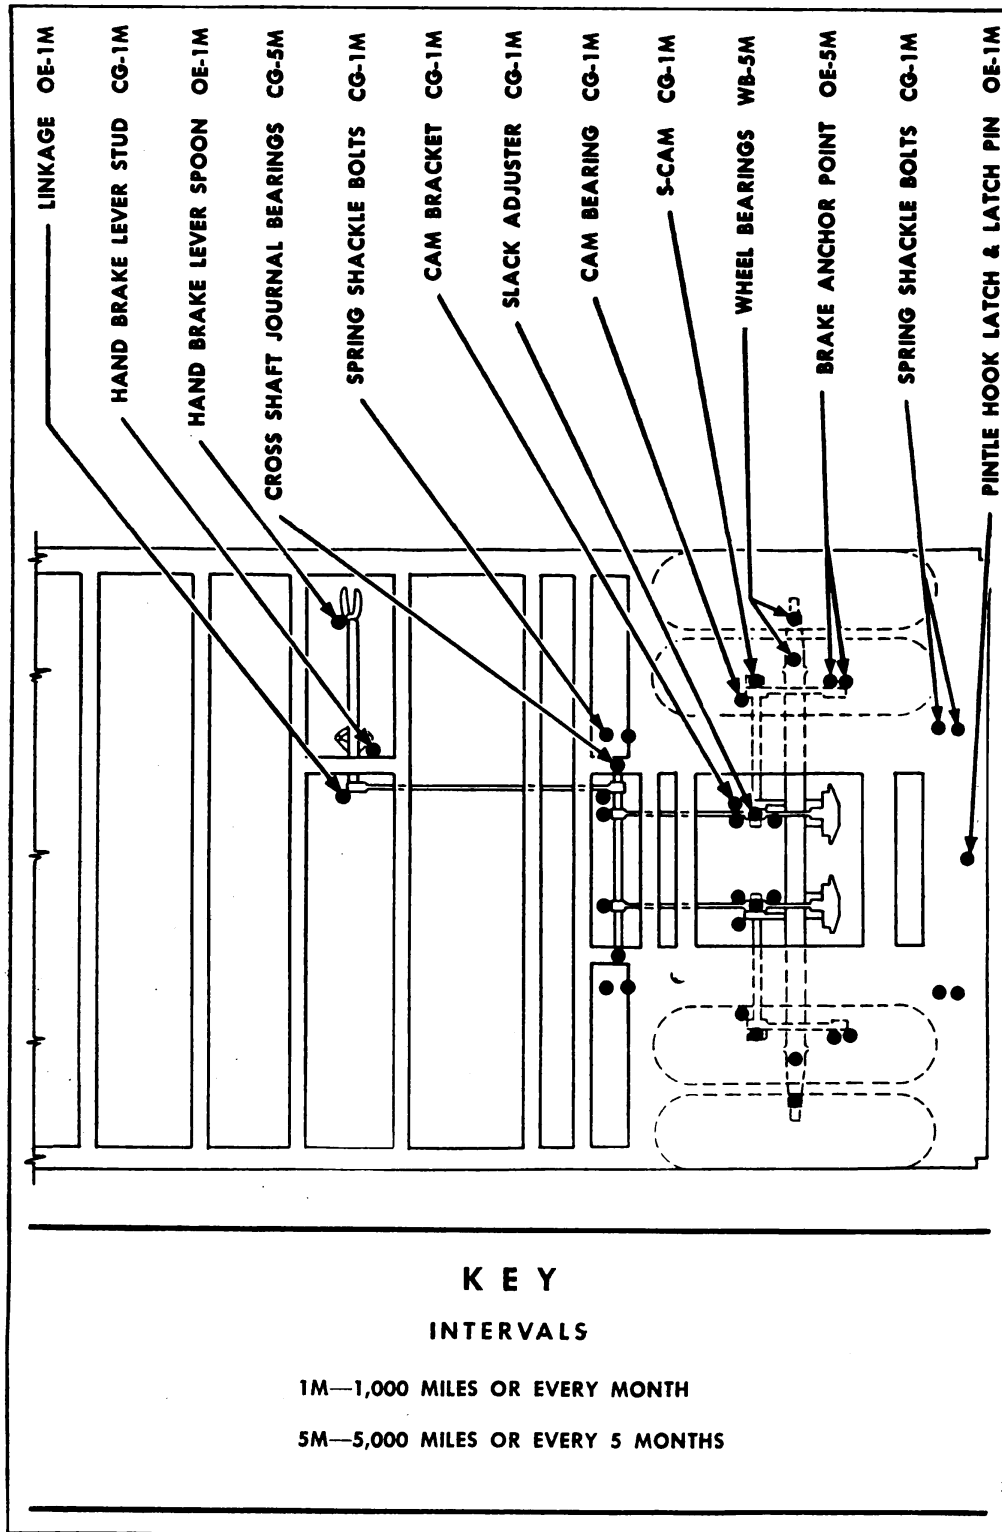 LINKAGE OE-1M
HAND BRAKE LEVER STUD CG-1M
HAND BRAKE LEVER SPOON OE-1M
CROSS SHAFT JOURNAL BEARINGS CG-5M
SPRING SHACKLE BOLTS CG-1M
CAM BRACKET CG-1M
SLACK ADJUSTER CG-1M
CAM BEARING CG-1M
S-CAM CG-1M
WHEEL BEARINGS WB-5M
BRAKE ANCHOR POINT OE-5M
SPRING SHACKLE BOLTS CG-1M
PINTLE HOOK LATCH & LATCH PIN OE-1M
KEY
INTERVALS
1M—1,000 MILES OR EVERY MONTH
5M—5,000 MILES OR EVERY 5 MONTHS